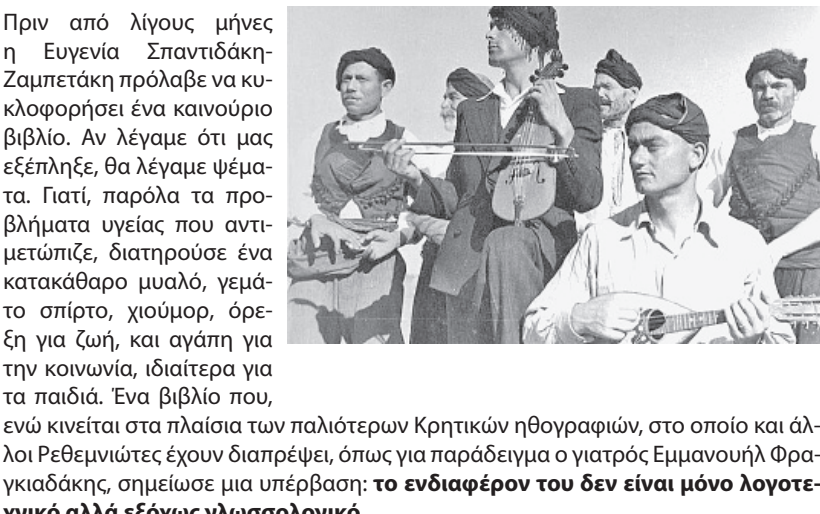 Πριν από λίγους μήνες
η Ευγενία Σπαντιδάκη-
Ζαμπετάκη πρόλαβε να κυ-
κλοφορήσει ένα καινούριο
βιβλίο. Αν λέγαμε ότι μας
εξέπληξε, θα λέγαμε ψέμα-
τα. Γιατί, παρόλα τα προ-
βλήματα υγείας που αντι-
μετώπιζε, διατηρούσε ένα
κατακάθαρο μυαλό, γεμά-
το σπίρτο, χιούμορ, όρε-
ξη για ζωή, και αγάπη για
την κοινωνία, ιδιαίτερα για
τα παιδιά. Ένα βιβλίο που,
ενώ κινείται στα πλαίσια των παλιότερων Κρητικών ηθογραφιών, στο οποίο και άλ-
λοι Ρεθεμνιώτες έχουν διαπρέψει, όπως για παράδειγμα ο γιατρός Εμμανουήλ Φρα-
γκιαδάκης, σημείωσε μια υπέρβαση: το ενδιαφέρον του δεν είναι μόνο λογοτε-
χνικό αλλά εξόχως γλωσσολογικό